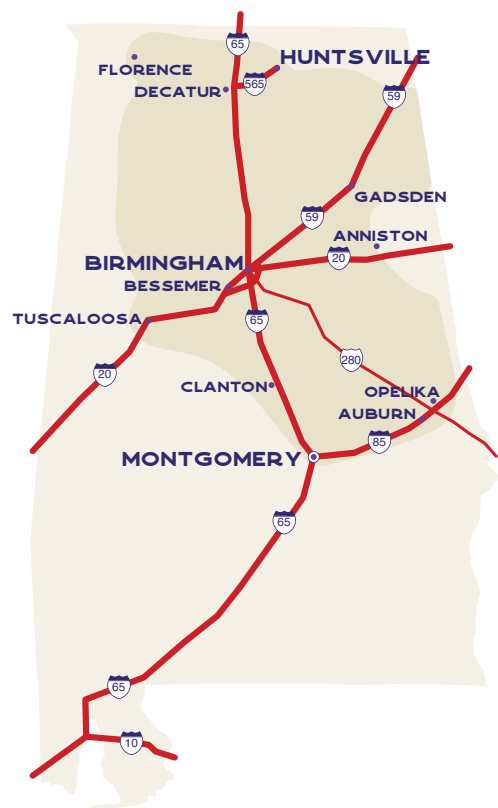 65
HUNTSVILLE
FLORENCE
565
DECATUR
59
GADSDEN
59
ANNISTON
BIRMINGHAM
20
BESSEMER
TUSCALOOSA
65
280
20
CLANTON
OPELIKA
AUBURN
85
MONTGOMERY
65
65
10